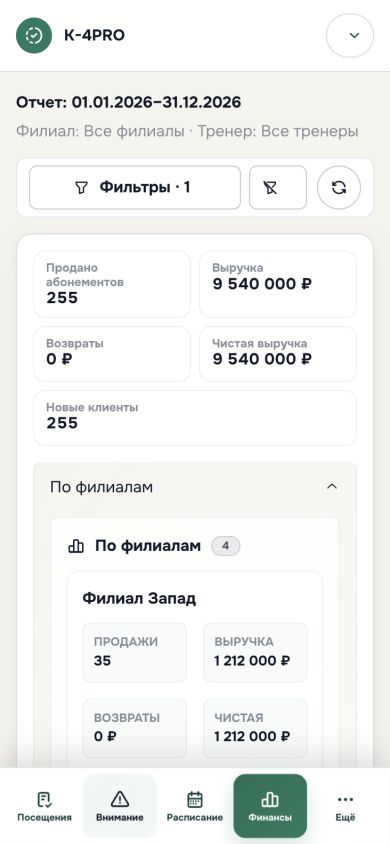 K-4PRO
Отчет: 01.01.2026–31.12.2026
Филиал: Все филиалы · Тренер: Все тренеры
Фильтры · 1
Продано
абонементов
255
Выручка
9 540 000 ₽
Возвраты
0 ₽
Чистая выручка
9 540 000 ₽
Новые клиенты
255
По филиалам
По филиалам 4
Филиал Запад
ПРОДАЖИ
35
ВЫРУЧКА
1 212 000 ₽
ВОЗВРАТЫ
0 ₽
ЧИСТАЯ
1 212 000 ₽
Посещения
Внимание
Расписание
Финансы
Ещё